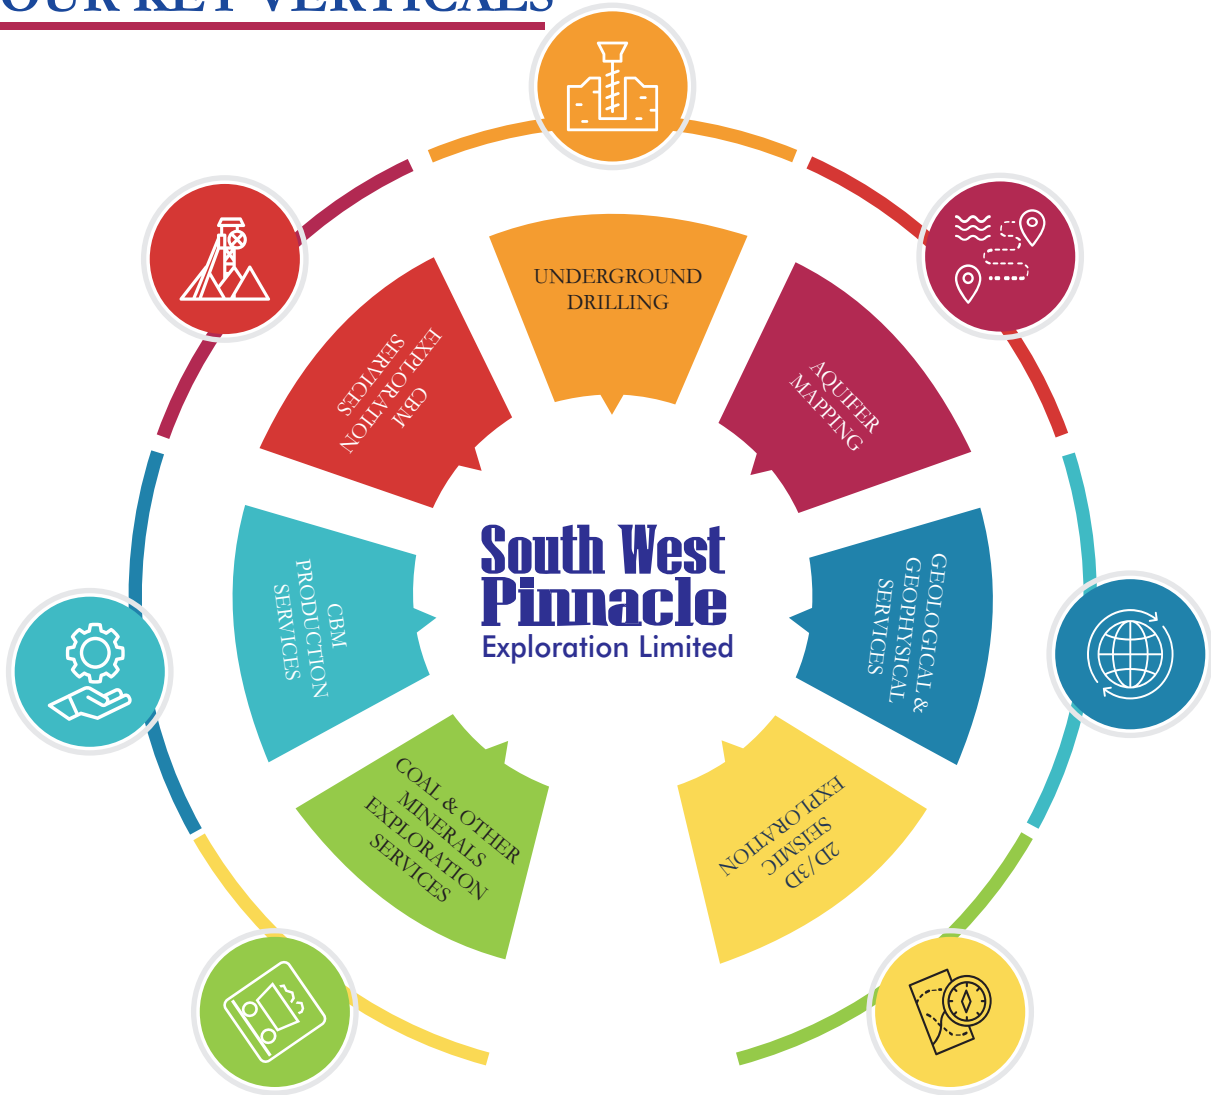 OUR KEY VERTICALS
UNDERGROUND
DRILLING
AQUIFER
MAPPING
GEOLOGICAL &
GEOPHYSICAL
SERVICES
2D/3D
SEISMIC
EXPLORATION
COAL & OTHER
MINERALS
EXPLORATION
SERVICES
CBM
PRODUCTION
SERVICES
CBM
EXPLORATION
SERVICES
South West
Pinnacle
Exploration Limited